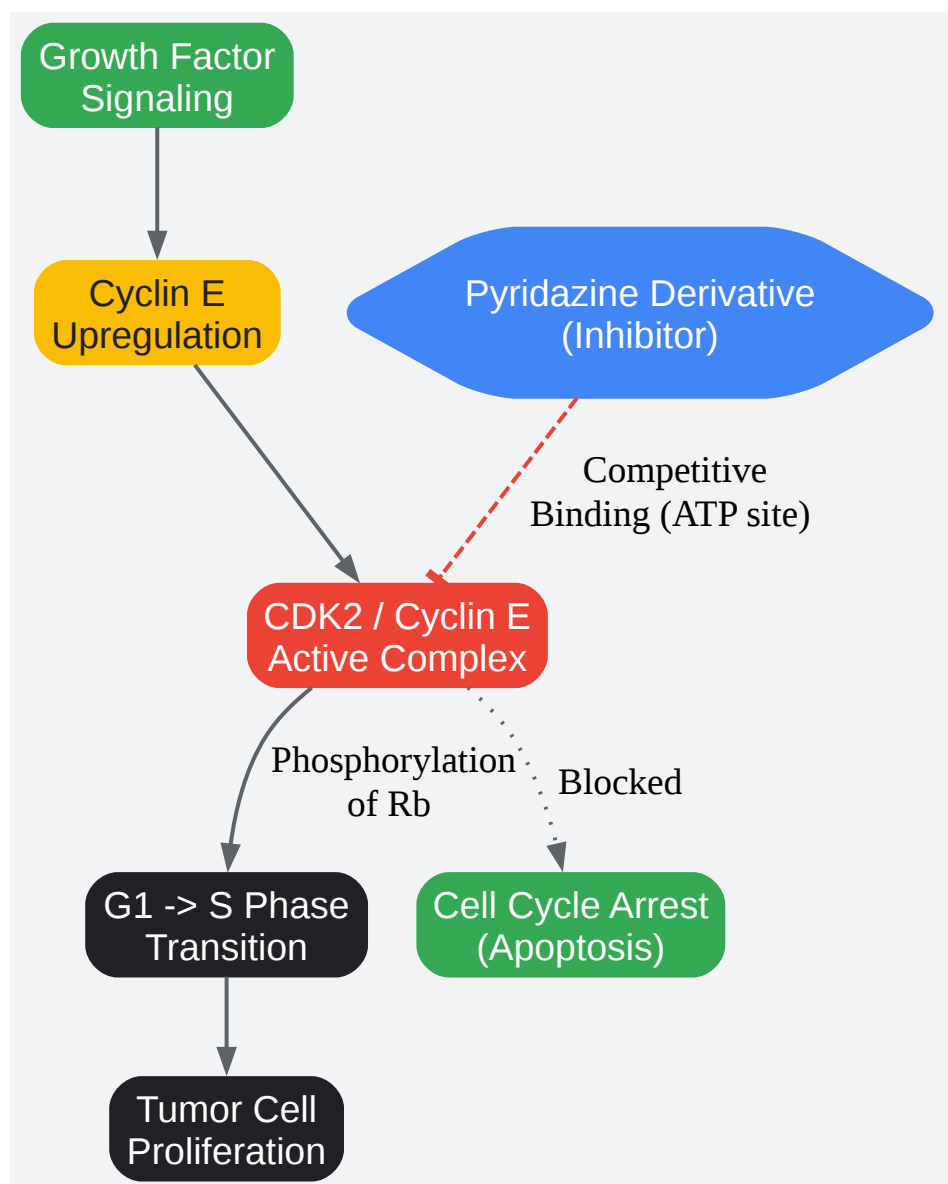 Growth Factor
Signaling
Cyclin E
Upregulation
Pyridazine Derivative
(Inhibitor)
Competitive
Binding (ATP site)
CDK2 / Cyclin E
Active Complex
Phosphorylation
of Rb
Blocked
G1 -> S Phase
Transition
Cell Cycle Arrest
(Apoptosis)
Tumor Cell
Proliferation